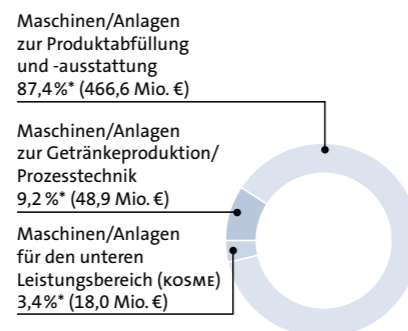 Maschinen/Anlagen
zur Produktabfüllung
und -ausstattung
87,4%* (466,6 Mio. €)
Maschinen/Anlagen
zur Getränkeproduktion/
Prozesstechnik
9,2%* (48,9 Mio. €)
Maschinen/Anlagen
für den unteren
Leistungsbereich (KOSME)
3,4%* (18,0 Mio. €)